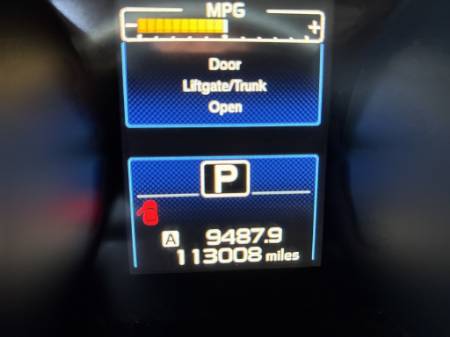 MPG
− +
Door
Liftgate/Trunk
Open
P
A 9487.9
113008 miles